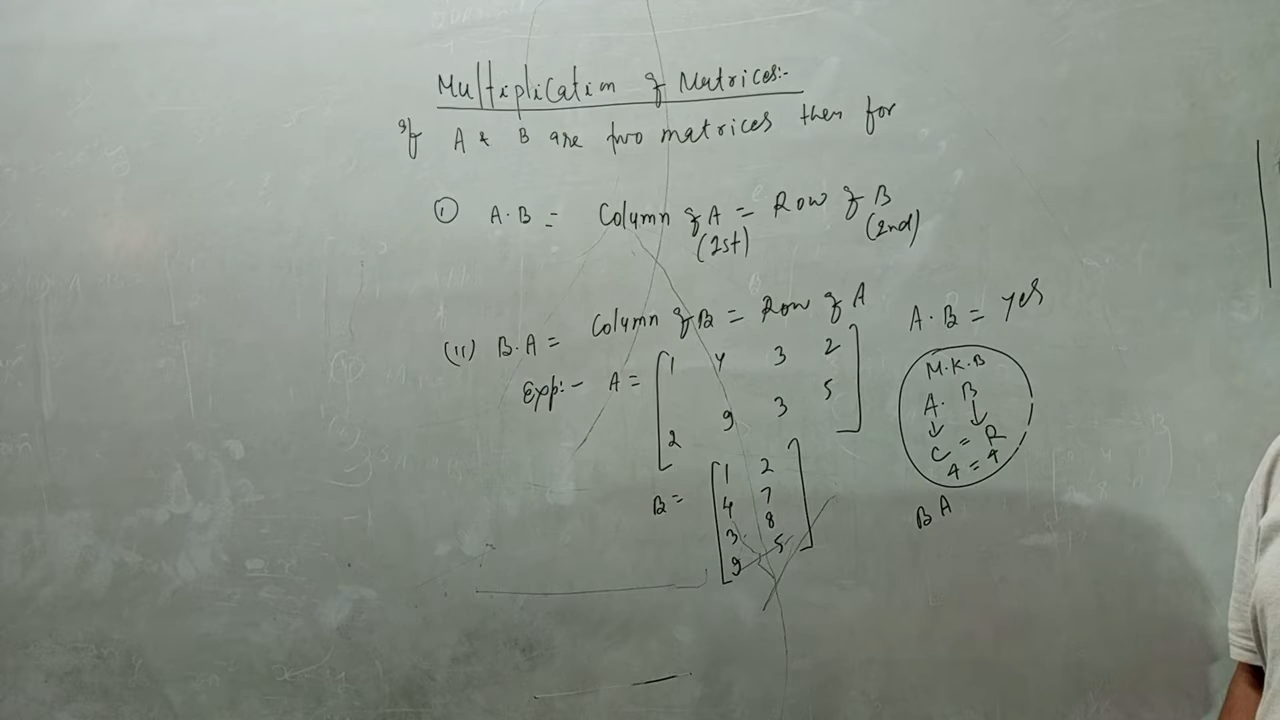 Multiplication of Matrices:-
If A & B are two matrices then for
(i) A·B = Column of A = Row of B
(1st) (2nd)
(ii) B·A = Column of B = Row of A
A·B = Yes
Exp:- A = [1 4 3 2
2 9 3 5]
M.K.B
A. B
↓ ↓
C = R
4 = 4
B = [1 2
4 7
3 8
9 5]
BA